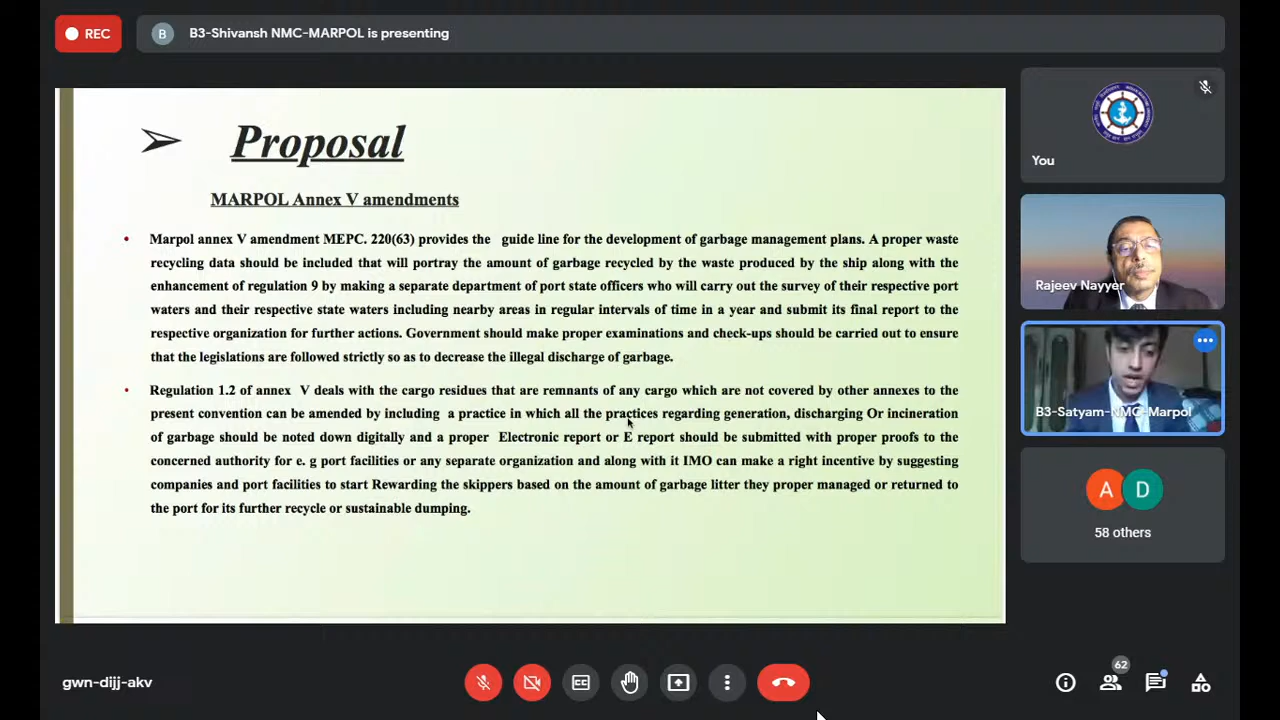 REC
B
B3-Shivansh NMC-MARPOL is presenting
Proposal
MARPOL Annex V amendments
Marpol annex V amendment MEPC. 220(63) provides the guide line for the development of garbage management plans. A proper waste
recycling data should be included that will portray the amount of garbage recycled by the waste produced by the ship along with the
enhancement of regulation 9 by making a separate department of port state officers who will carry out the survey of their respective port
waters and their respective state waters including nearby areas in regular intervals of time in a year and submit its final report to the
respective organization for further actions. Government should make proper examinations and check-ups should be carried out to ensure
that the legislations are followed strictly so as to decrease the illegal discharge of garbage.
Regulation 1.2 of annex V deals with the cargo residues that are remnants of any cargo which are not covered by other annexes to the
present convention can be amended by including a practice in which all the practices regarding generation, discharging Or incineration
of garbage should be noted down digitally and a proper Electronic report or E report should be submitted with proper proofs to the
concerned authority for e. g port facilities or any separate organization and along with it IMO can make a right incentive by suggesting
companies and port facilities to start Rewarding the skippers based on the amount of garbage litter they proper managed or returned to
the port for its further recycle or sustainable dumping.
You
Rajeev Nayyer
B3-Satyam-NMC-Marpol
A D
58 others
gwn-dijj-akv
CC
62